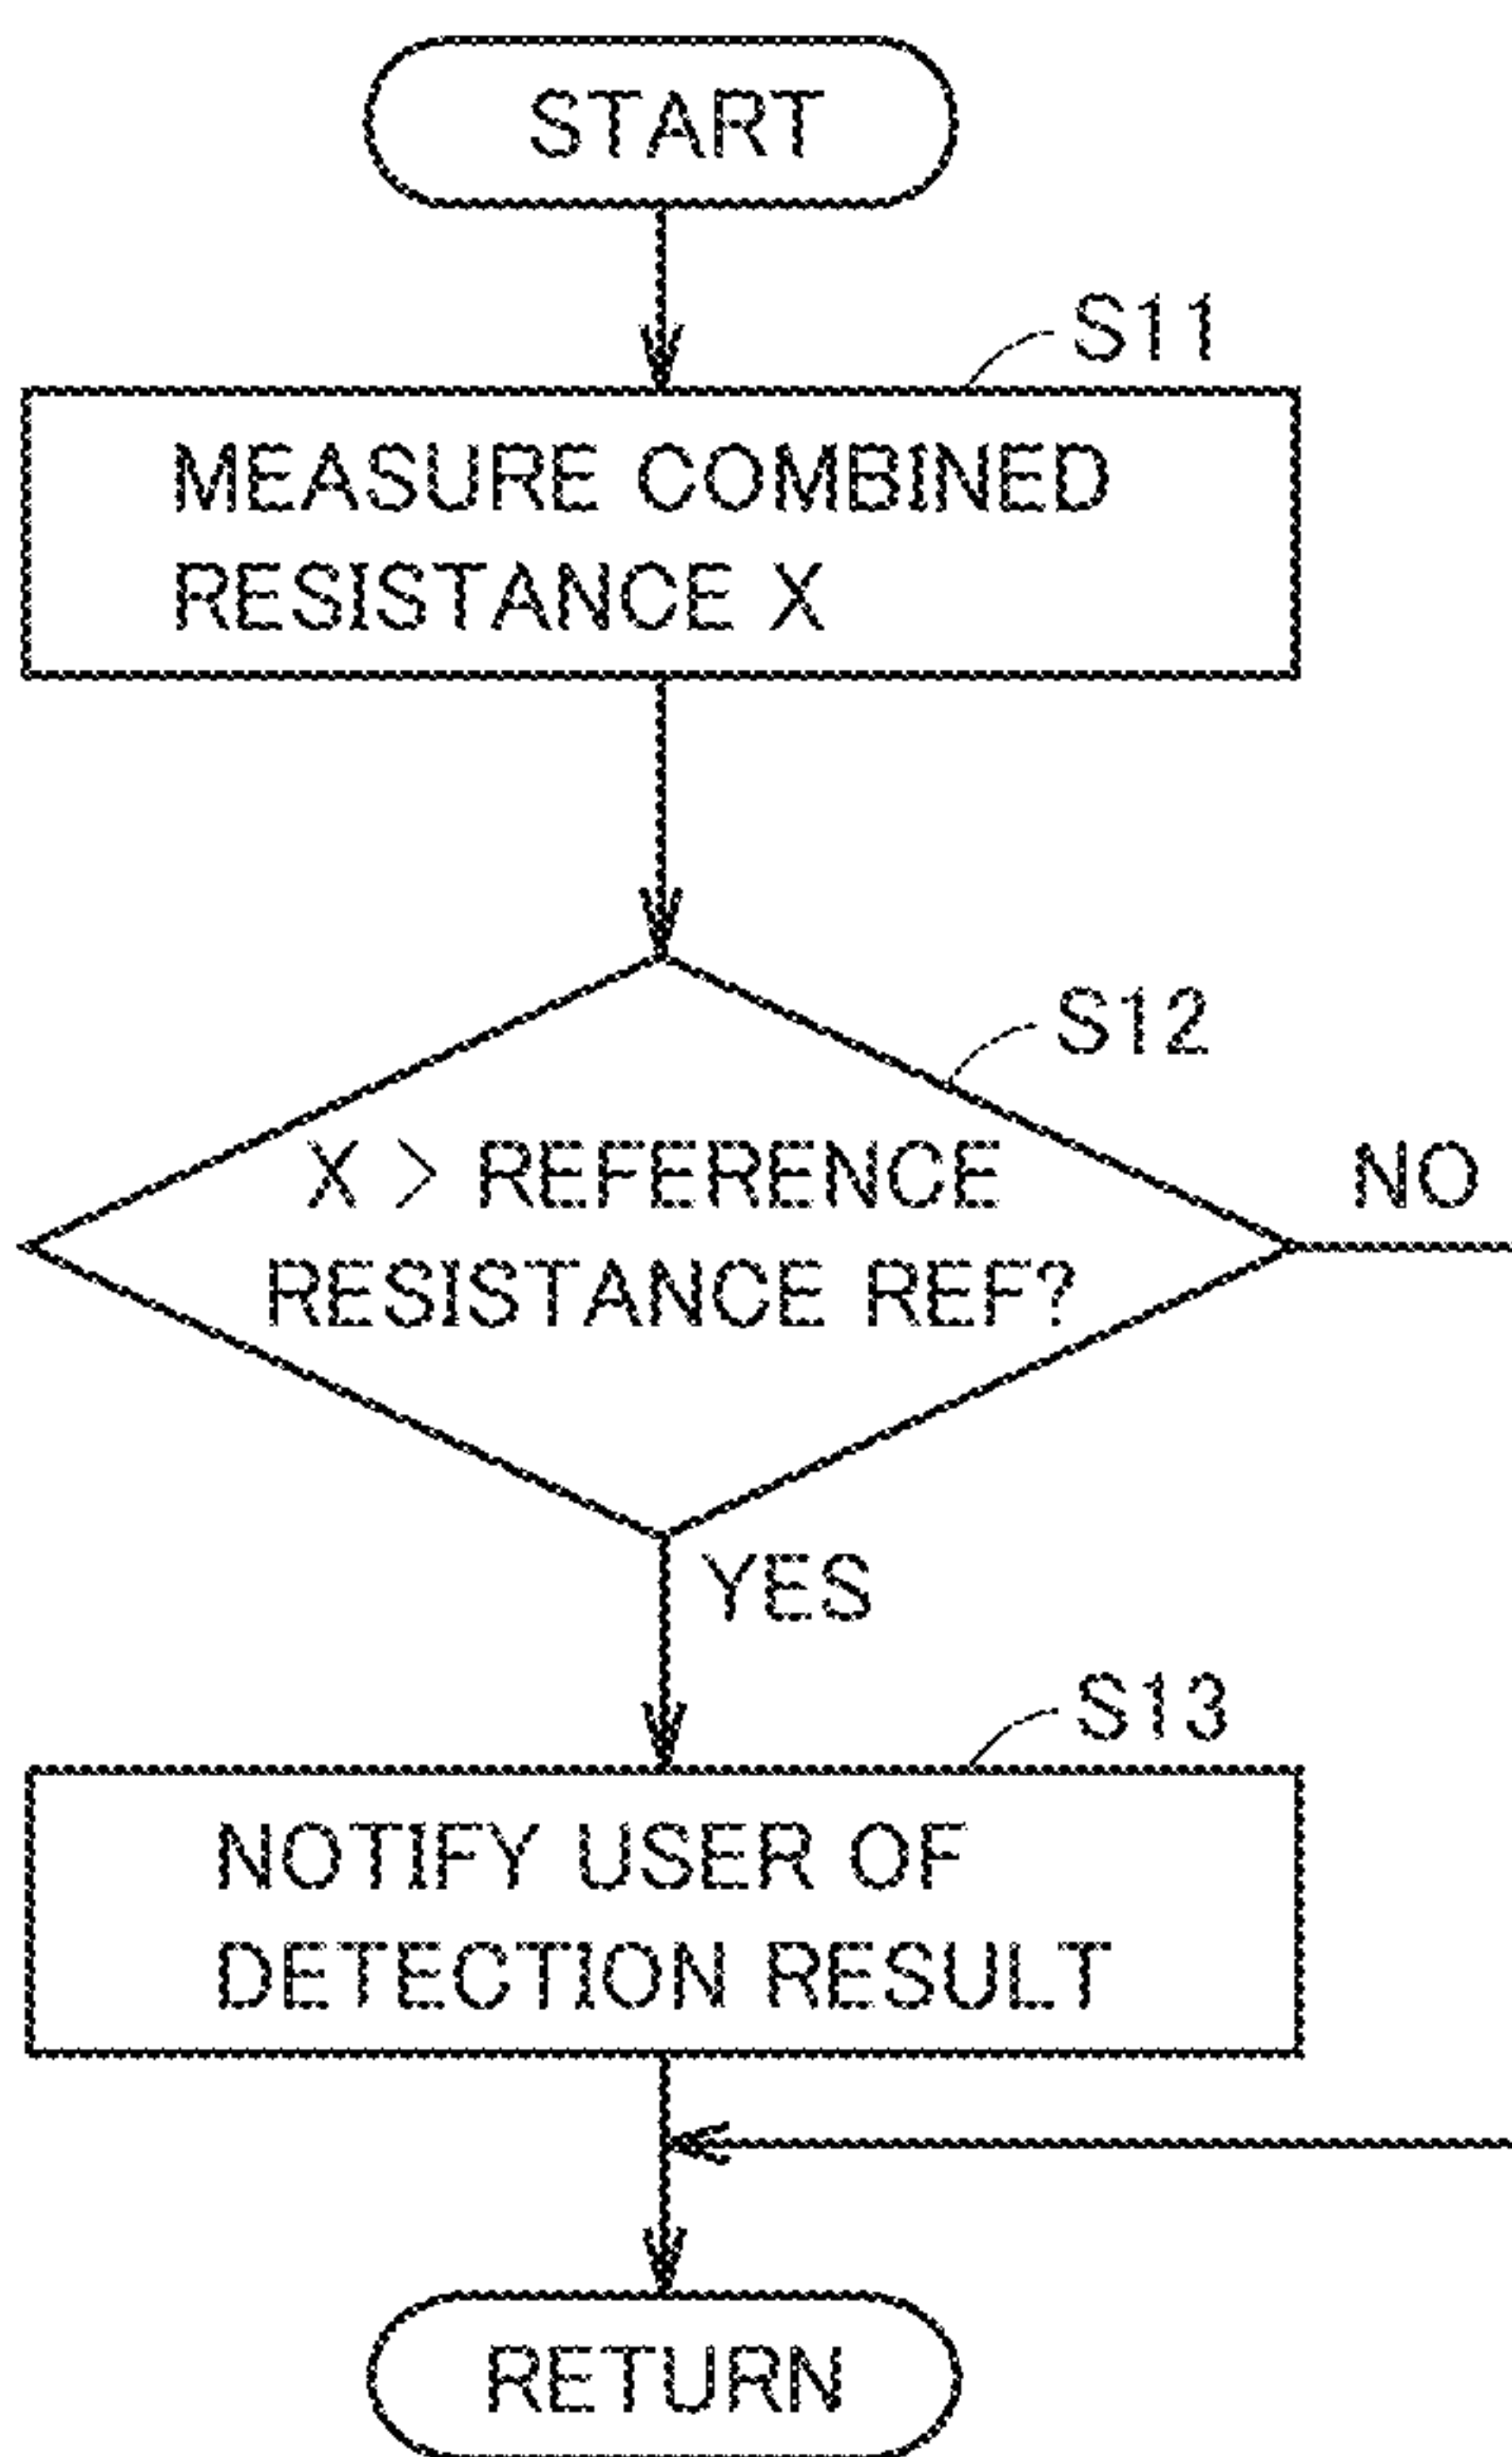 START
S11
MEASURE COMBINED
RESISTANCE X
S12
X > REFERENCE
RESISTANCE REF?
NO
YES
S13
NOTIFY USER OF
DETECTION RESULT
RETURN